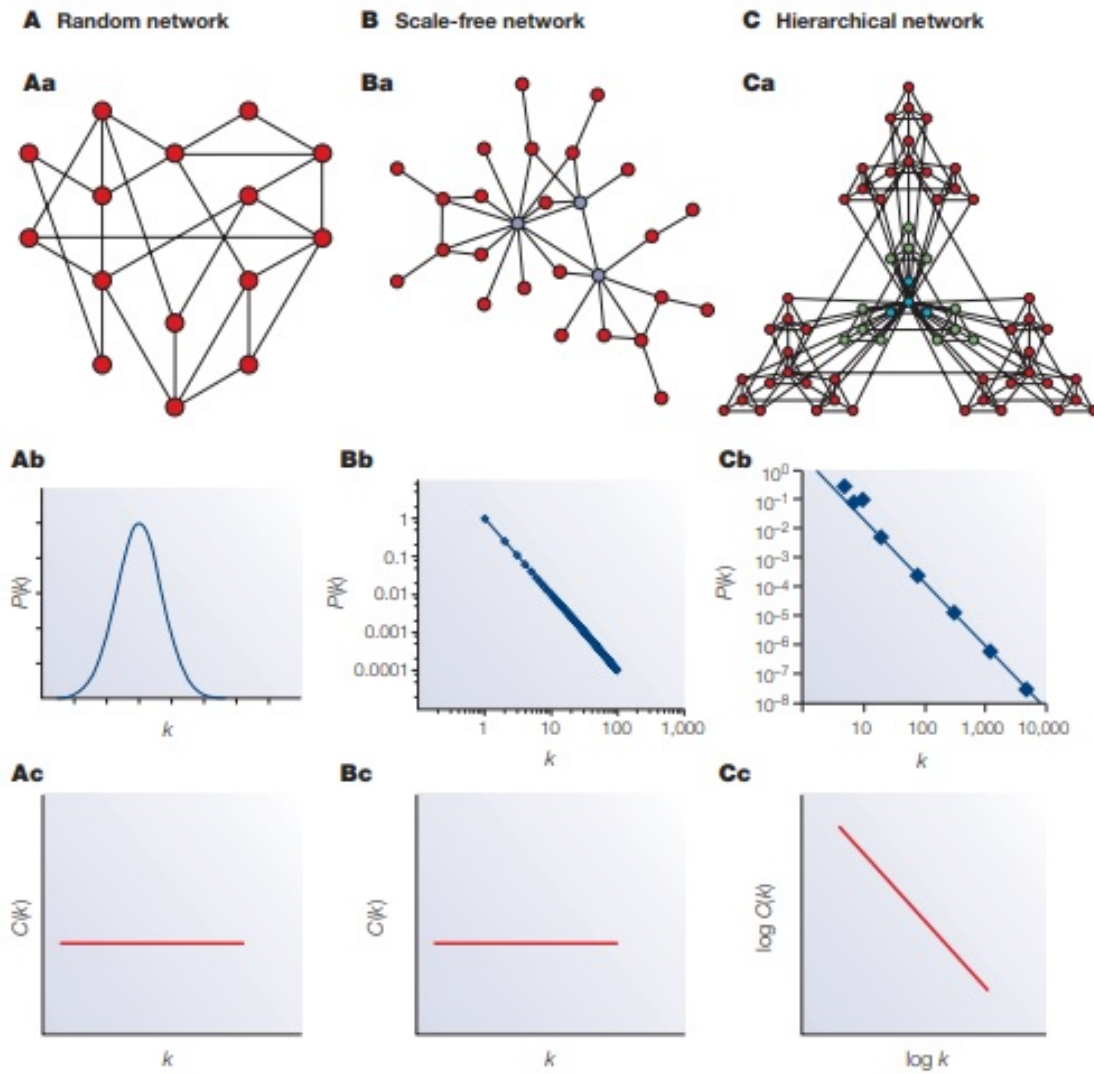 A Random network
B Scale-free network
C Hierarchical network
Aa
Ba
Ca
Ab
P(k)
k
Bb
1
0.1
0.01
0.001
0.0001
P(k)
1
10
100
1,000
k
Cb
10⁰
10⁻¹
10⁻²
10⁻³
10⁻⁴
10⁻⁵
10⁻⁶
10⁻⁷
10⁻⁸
P(k)
10
100
1,000
10,000
k
Ac
C(k)
k
Bc
C(k)
k
Cc
log C(k)
log k